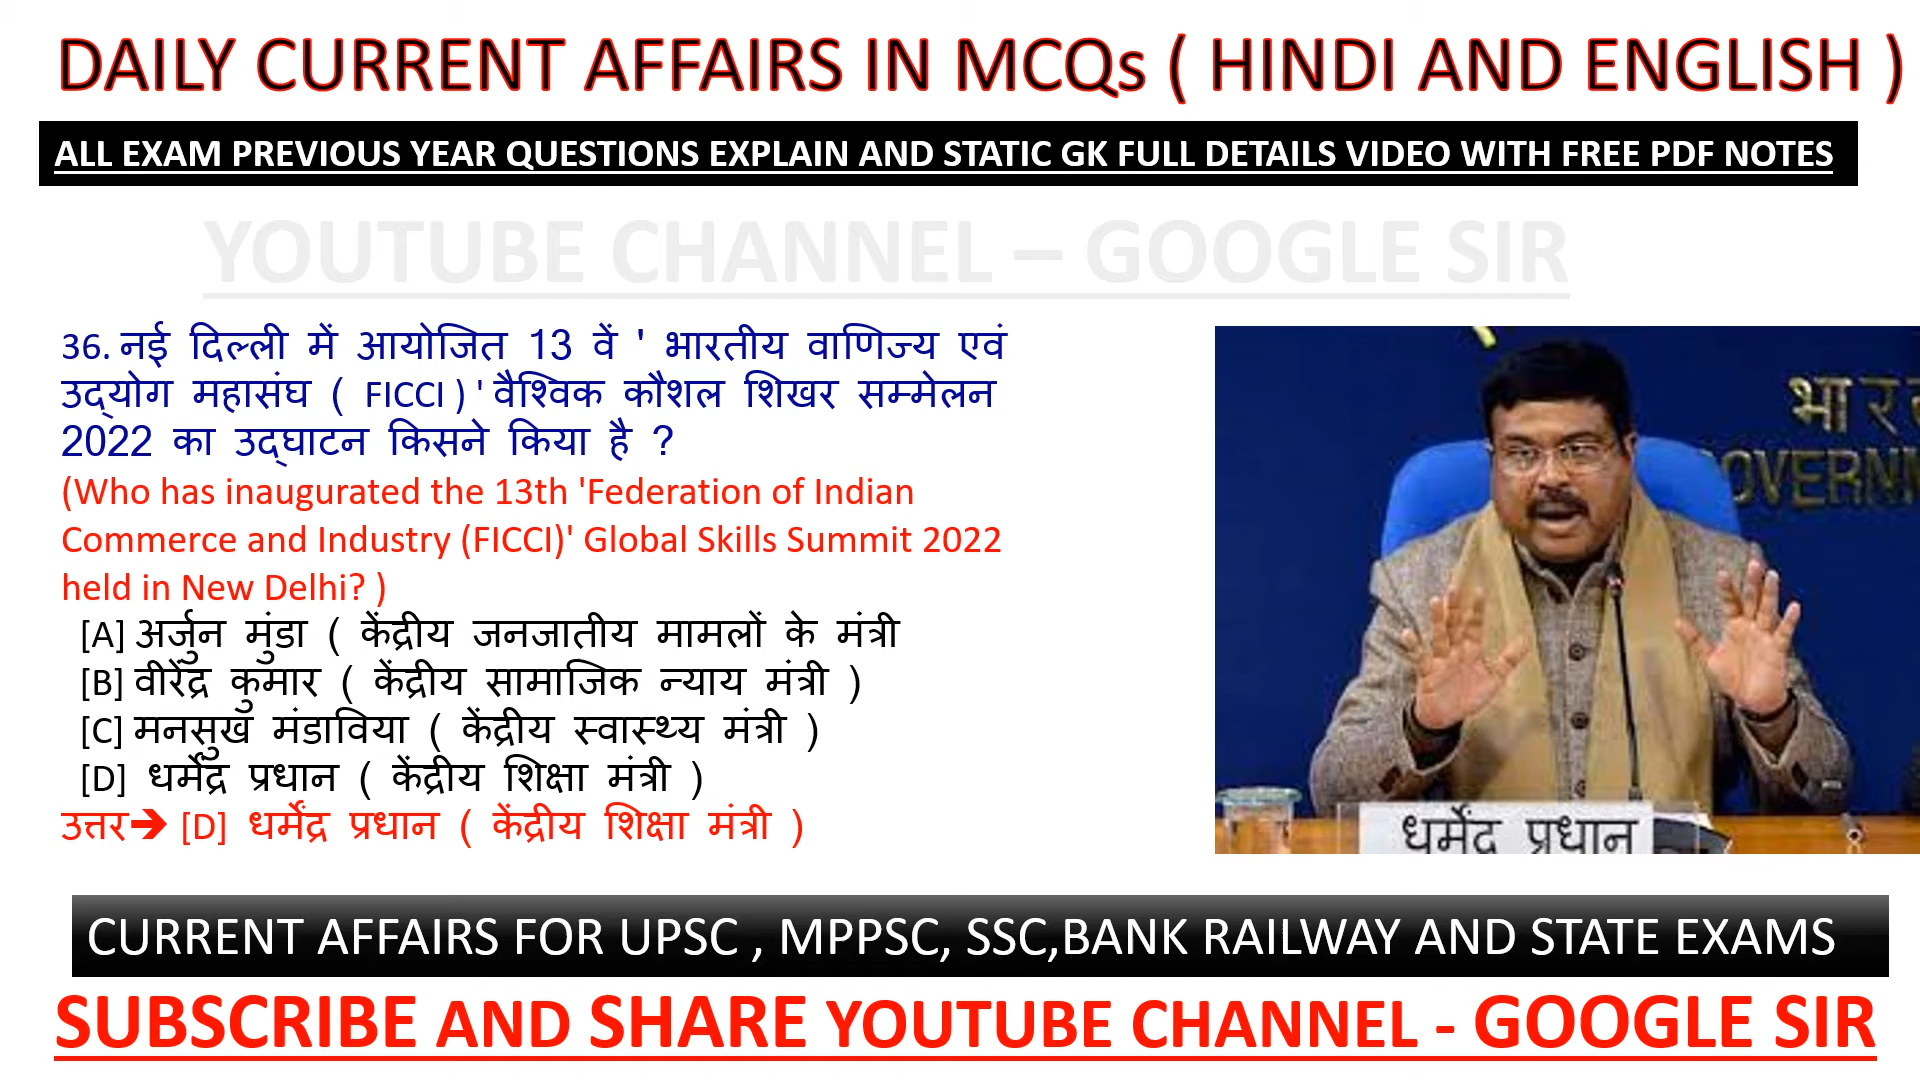 DAILY CURRENT AFFAIRS IN MCQs ( HINDI AND ENGLISH )
ALL EXAM PREVIOUS YEAR QUESTIONS EXPLAIN AND STATIC GK FULL DETAILS VIDEO WITH FREE PDF NOTES
YOUTUBE CHANNEL – GOOGLE SIR
36. नई दिल्ली में आयोजित 13 वें ' भारतीय वाणिज्य एवं
उद्योग महासंघ ( FICCI ) ' वैश्विक कौशल शिखर सम्मेलन
2022 का उद्घाटन किसने किया है ?
(Who has inaugurated the 13th 'Federation of Indian
Commerce and Industry (FICCI)' Global Skills Summit 2022
held in New Delhi? )
[A] अर्जुन मुंडा ( केंद्रीय जनजातीय मामलों के मंत्री
[B] वीरेंद्र कुमार ( केंद्रीय सामाजिक न्याय मंत्री )
[C] मनसुख मंडाविया ( केंद्रीय स्वास्थ्य मंत्री )
[D] धर्मेंद्र प्रधान ( केंद्रीय शिक्षा मंत्री )
उत्तर➔ [D] धर्मेंद्र प्रधान ( केंद्रीय शिक्षा मंत्री )
भार
OVERNM
धर्मेंद्र प्रधान
CURRENT AFFAIRS FOR UPSC , MPPSC, SSC,BANK RAILWAY AND STATE EXAMS
SUBSCRIBE AND SHARE YOUTUBE CHANNEL - GOOGLE SIR